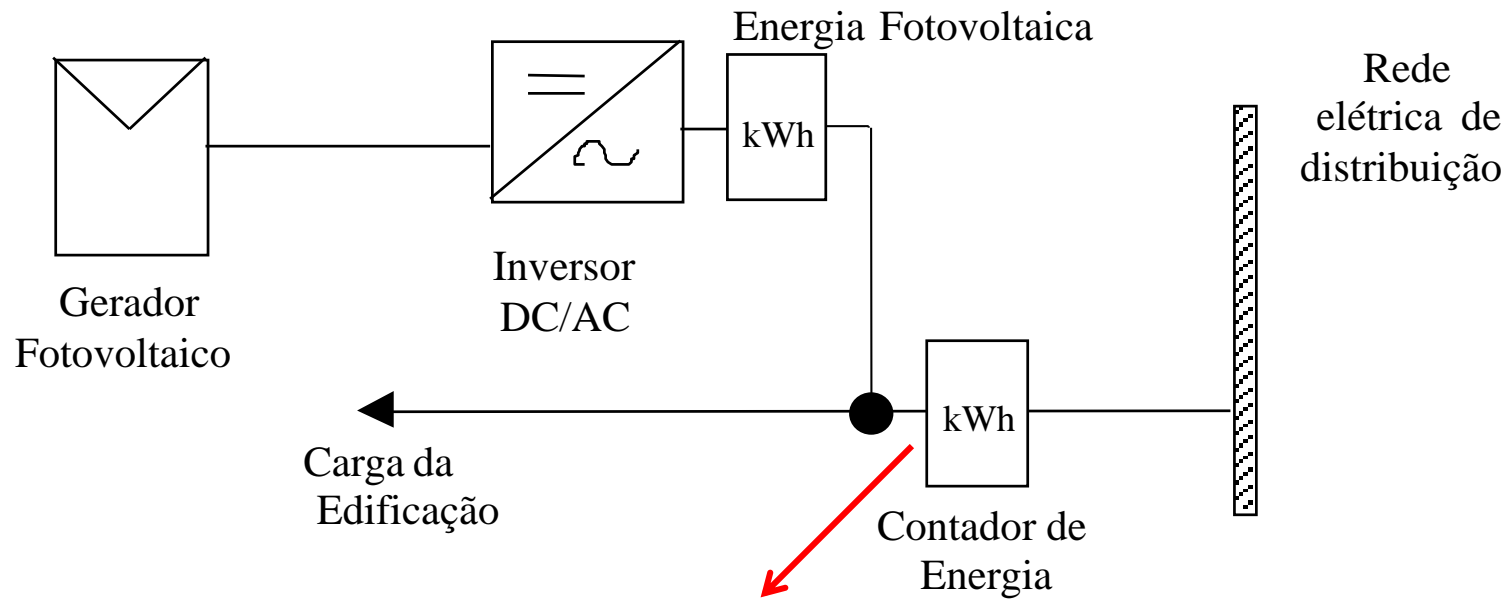 Energia Fotovoltaica
kWh
Rede
elétrica de
distribuição
Inversor
DC/AC
Gerador
Fotovoltaico
kWh
Carga da
Edificação
Contador de
Energia